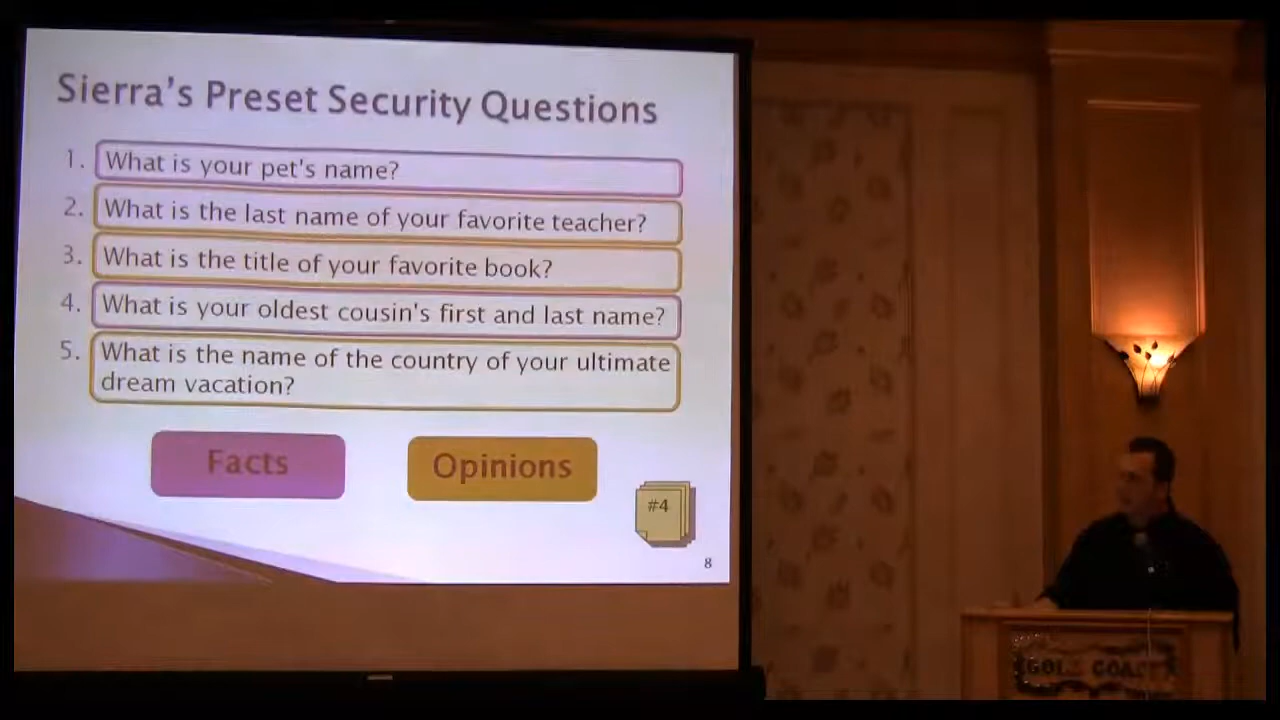 Sierra's Preset Security Questions
1. What is your pet's name?
2. What is the last name of your favorite teacher?
3. What is the title of your favorite book?
4. What is your oldest cousin's first and last name?
5. What is the name of the country of your ultimate
dream vacation?
Facts
Opinions
#4
8
GOLD COAST